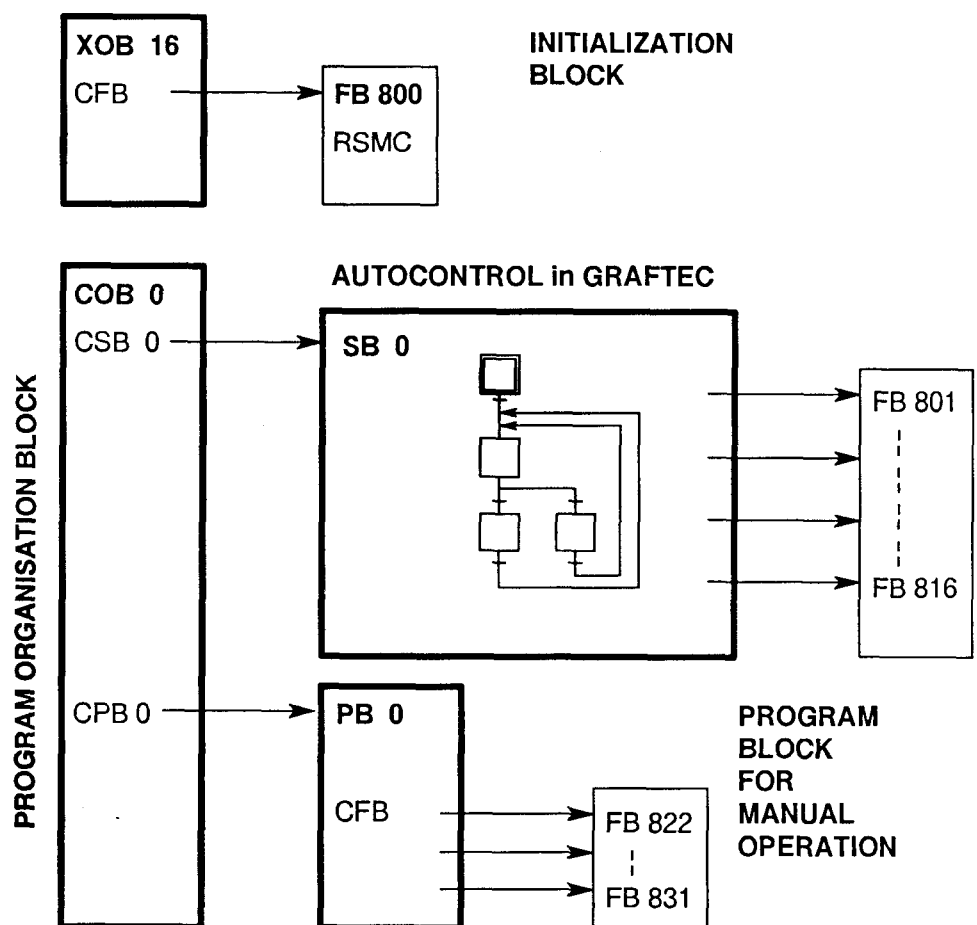 XOB 16
CFB
FB 800
RSMC
INITIALIZATION
BLOCK
PROGRAM ORGANISATION BLOCK
COB 0
CSB 0
AUTOCONTROL in GRAFTEC
SB 0
FB 801
FB 816
CPB 0
PB 0
CFB
FB 822
FB 831
PROGRAM
BLOCK
FOR
MANUAL
OPERATION